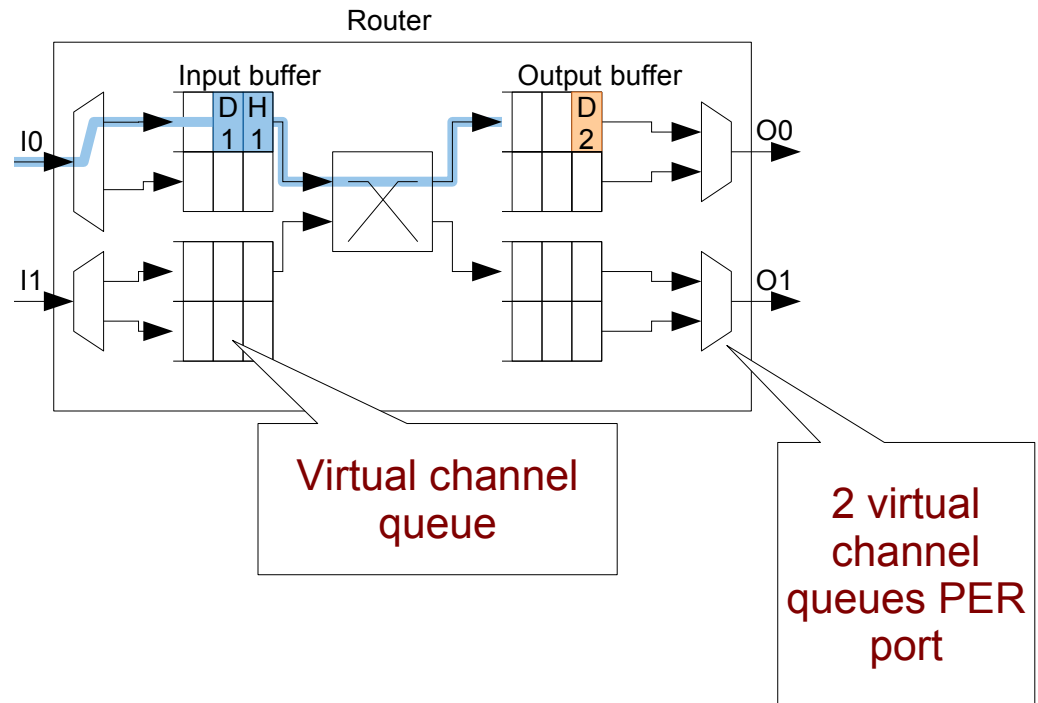 Router
Input buffer
Output buffer
D H
1 1
D
2
I0
O0
I1
O1
Virtual channel
queue
2 virtual
channel
queues PER
port